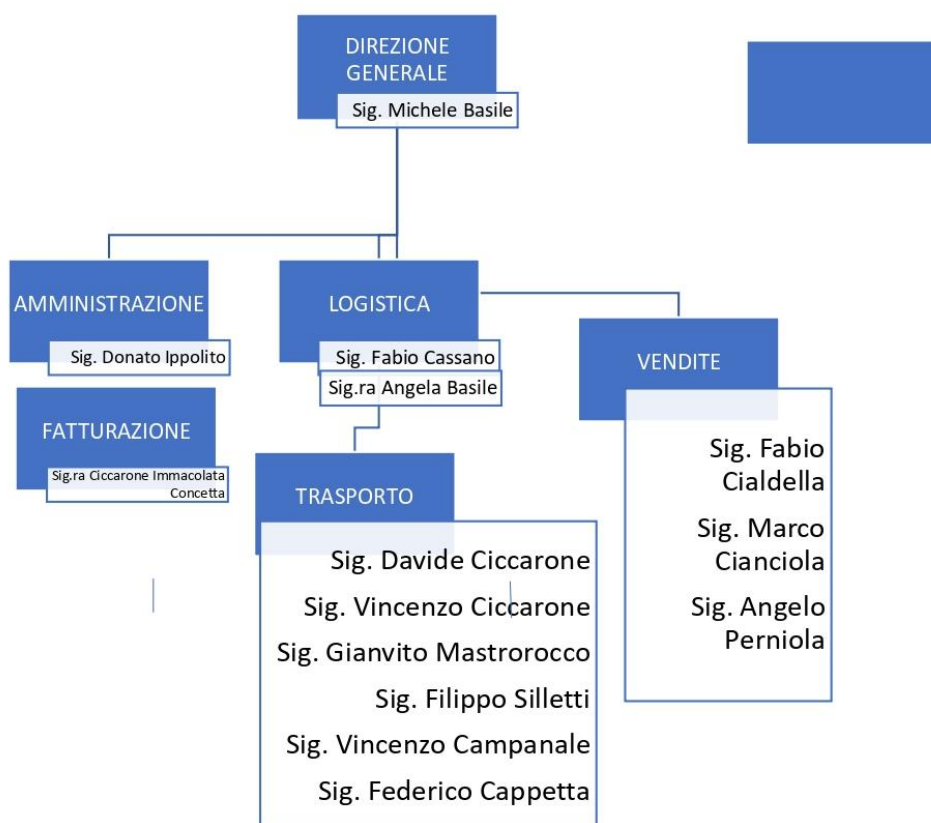 DIREZIONE
GENERALE
Sig. Michele Basile
AMMINISTRAZIONE
Sig. Donato Ippolito
FATTURAZIONE
Sig.ra Ciccarone Immacolata
Concetta
LOGISTICA
Sig. Fabio Cassano
Sig.ra Angela Basile
TRASPORTO
Sig. Davide Ciccarone
Sig. Vincenzo Ciccarone
Sig. Gianvito Mastrorocco
Sig. Filippo Silletti
Sig. Vincenzo Campanale
Sig. Federico Cappetta
VENDITE
Sig. Fabio
Cialdella
Sig. Marco
Cianciola
Sig. Angelo
Perniola